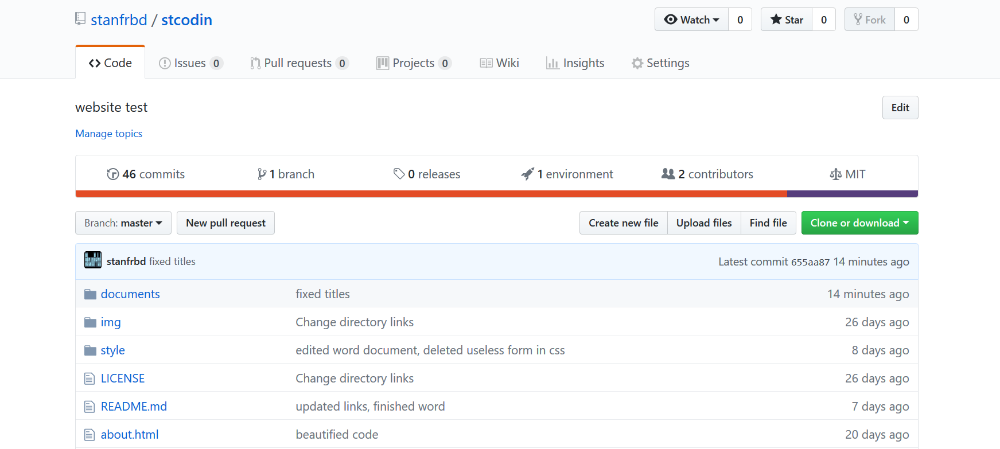 stanfrbd / stcodin Watch 0 Star 0 Fork 0
Code Issues 0 Pull requests 0 Projects 0 Wiki Insights Settings
website test Edit
Manage topics
46 commits 1 branch 0 releases 1 environment 2 contributors MIT
Branch: master New pull request Create new file Upload files Find file Clone or download
stanfrbd fixed titles Latest commit 655aa87 14 minutes ago
documents fixed titles 14 minutes ago
img Change directory links 26 days ago
style edited word document, deleted useless form in css 8 days ago
LICENSE Change directory links 26 days ago
README.md updated links, finished word 7 days ago
about.html beautified code 20 days ago